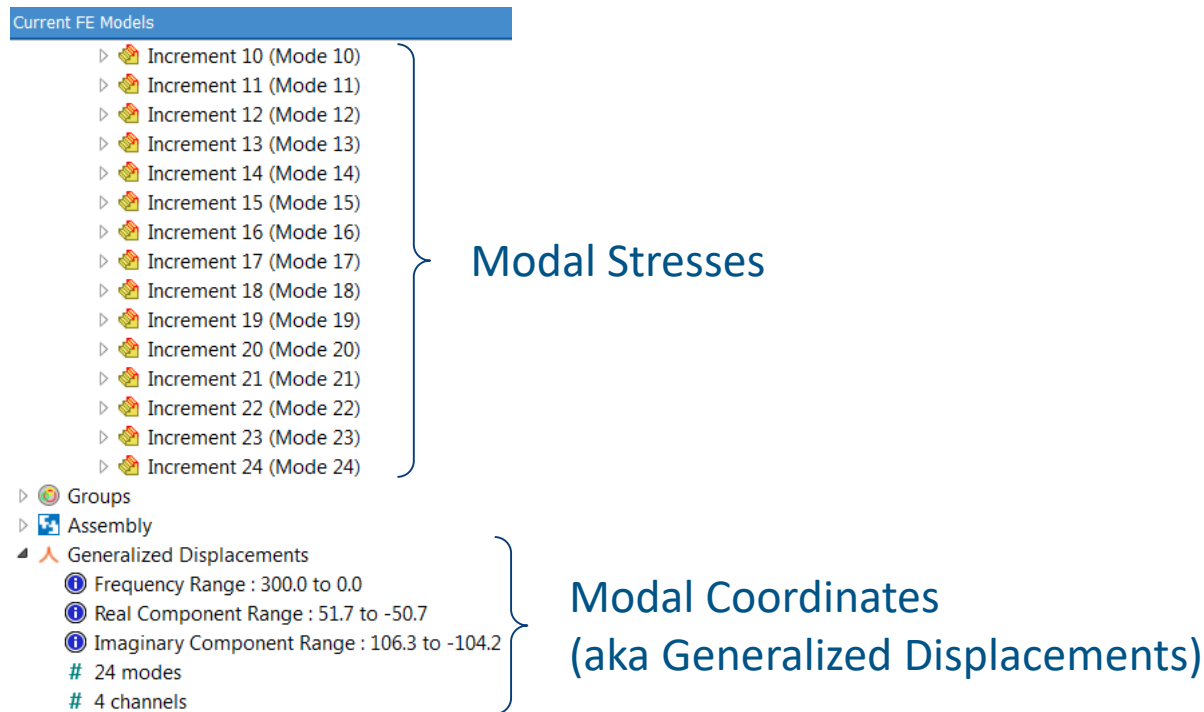 Current FE Models
Increment 10 (Mode 10)
Increment 11 (Mode 11)
Increment 12 (Mode 12)
Increment 13 (Mode 13)
Increment 14 (Mode 14)
Increment 15 (Mode 15)
Increment 16 (Mode 16)
Increment 17 (Mode 17)
Increment 18 (Mode 18)
Increment 19 (Mode 19)
Increment 20 (Mode 20)
Increment 21 (Mode 21)
Increment 22 (Mode 22)
Increment 23 (Mode 23)
Increment 24 (Mode 24)
Modal Stresses
Groups
Assembly
Generalized Displacements
Frequency Range : 300.0 to 0.0
Real Component Range : 51.7 to -50.7
Imaginary Component Range : 106.3 to -104.2
# 24 modes
# 4 channels
Modal Coordinates
(aka Generalized Displacements)